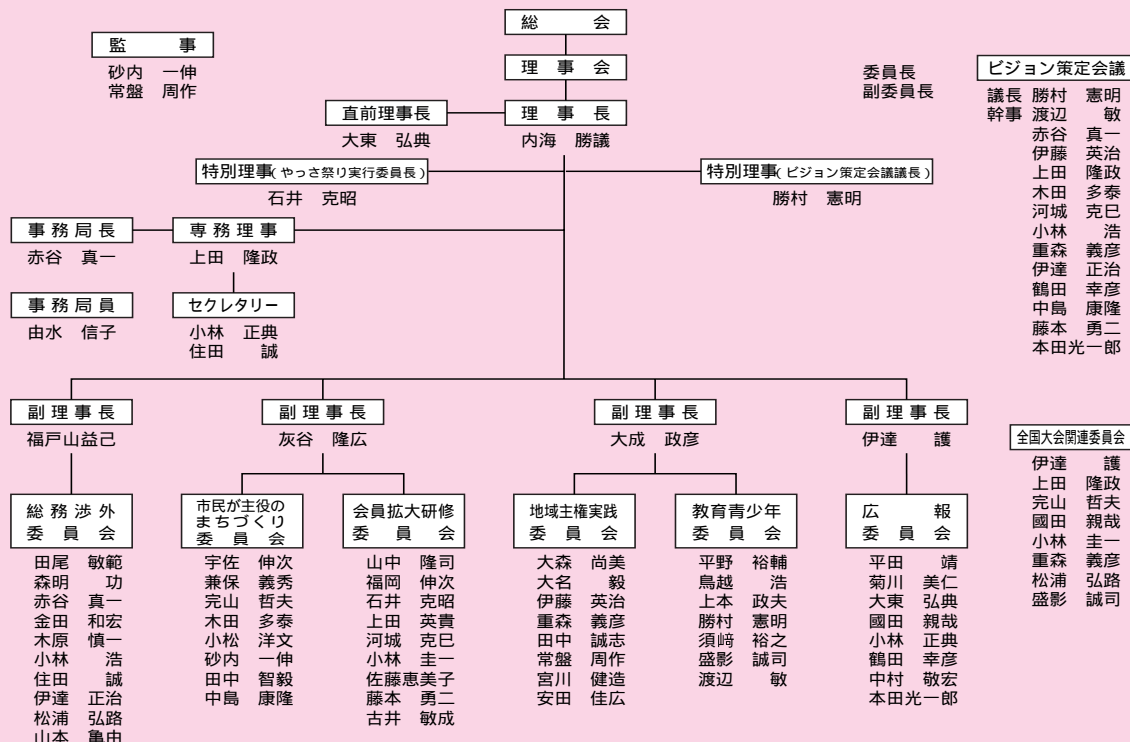 総会
監事
砂内 一伸
常盤 周作
理事会
委員長
副委員長
直前理事長
大東 弘典
理事長
内海 勝議
特別理事(やっさ祭り実行委員長)
石井 克昭
特別理事(ビジョン策定会議議長)
勝村 憲明
事務局長
赤谷 真一
専務理事
上田 隆政
事務局員
由水 信子
セクレタリー
小林 正典
住田 誠
ビジョン策定会議
議長 勝村 憲明
幹事 渡辺 敏
赤谷 真一
伊藤 英治
上田 隆政
木田 多泰
河城 克巳
小林 浩
重森 義彦
伊達 正治
鶴田 幸彦
中島 康隆
藤本 勇二
本田光一郎
副理事長
福戸山益己
総務渉外
委員会
田尾 敏範
森明 功
赤谷 真一
金田 和宏
木原 慎一
小林 浩
住田 誠
伊達 正治
松浦 弘路
山本 亀由
副理事長
灰谷 隆広
市民が主役の
まちづくり
委員会
宇佐 伸次
兼保 義秀
完山 哲夫
木田 多泰
小松 洋文
砂内 一伸
田中 智毅
中島 康隆
会員拡大研修
委員会
山中 隆司
福岡 伸次
石井 克昭
上田 英貴
河城 克巳
小林 圭一
佐藤恵美子
藤本 勇二
古井 敏成
副理事長
大成 政彦
地域主権実践
委員会
大森 尚美
大名 毅
伊藤 英治
重森 義彦
田中 誠志
常盤 周作
宮川 健造
安田 佳広
教育青少年
委員会
平野 裕輔
鳥越 浩
上本 政夫
勝村 憲明
須﨑 裕之
盛影 誠司
渡辺 敏
副理事長
伊達 護
広報
委員会
平田 靖
菊川 美仁
大東 弘典
國田 親哉
小林 正典
鶴田 幸彦
中村 敬宏
本田光一郎
全国大会関連委員会
伊達 護
上田 隆政
完山 哲夫
國田 親哉
小林 圭一
重森 義彦
松浦 弘路
盛影 誠司